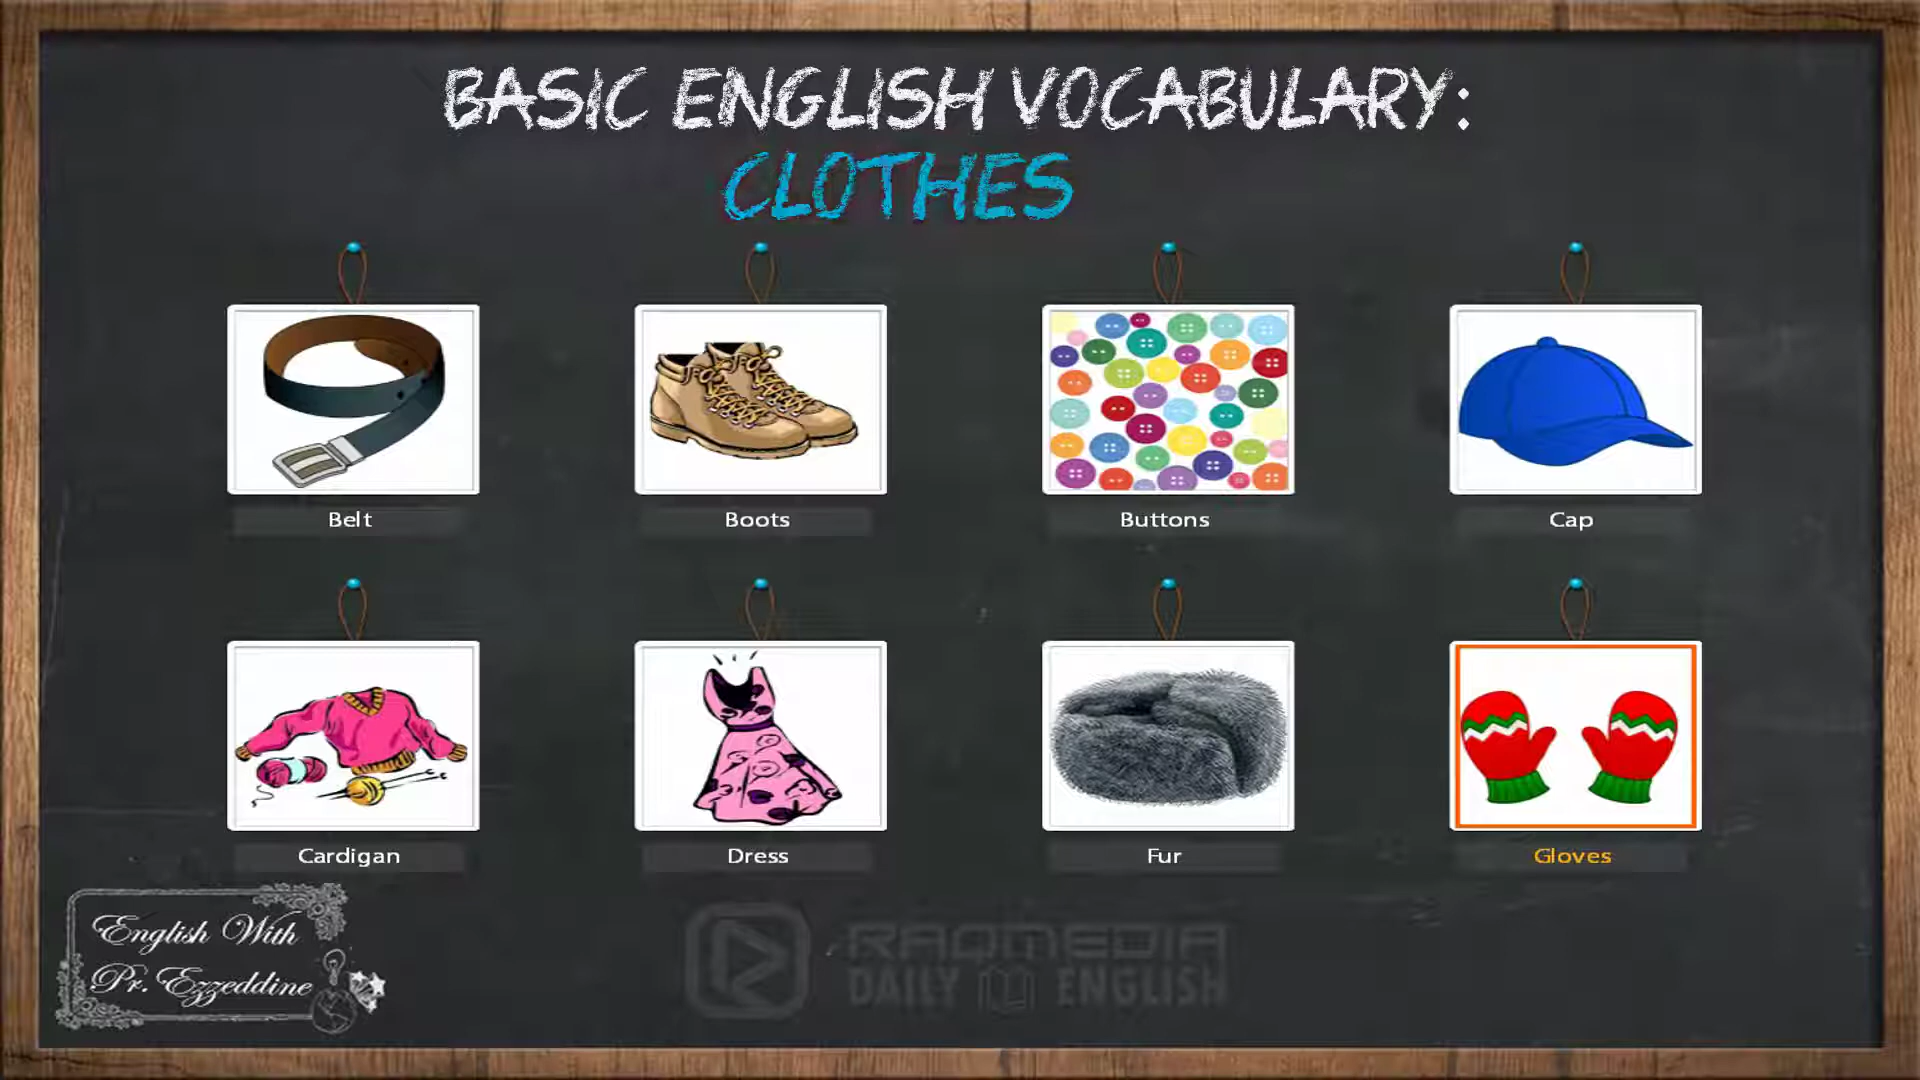 BASIC ENGLISH VOCABULARY:
CLOTHES
Belt
Boots
Buttons
Cap
Cardigan
Dress
Fur
Gloves
English With
Pr. Ezzeddine
RAQMEDIA
DAILY ENGLISH